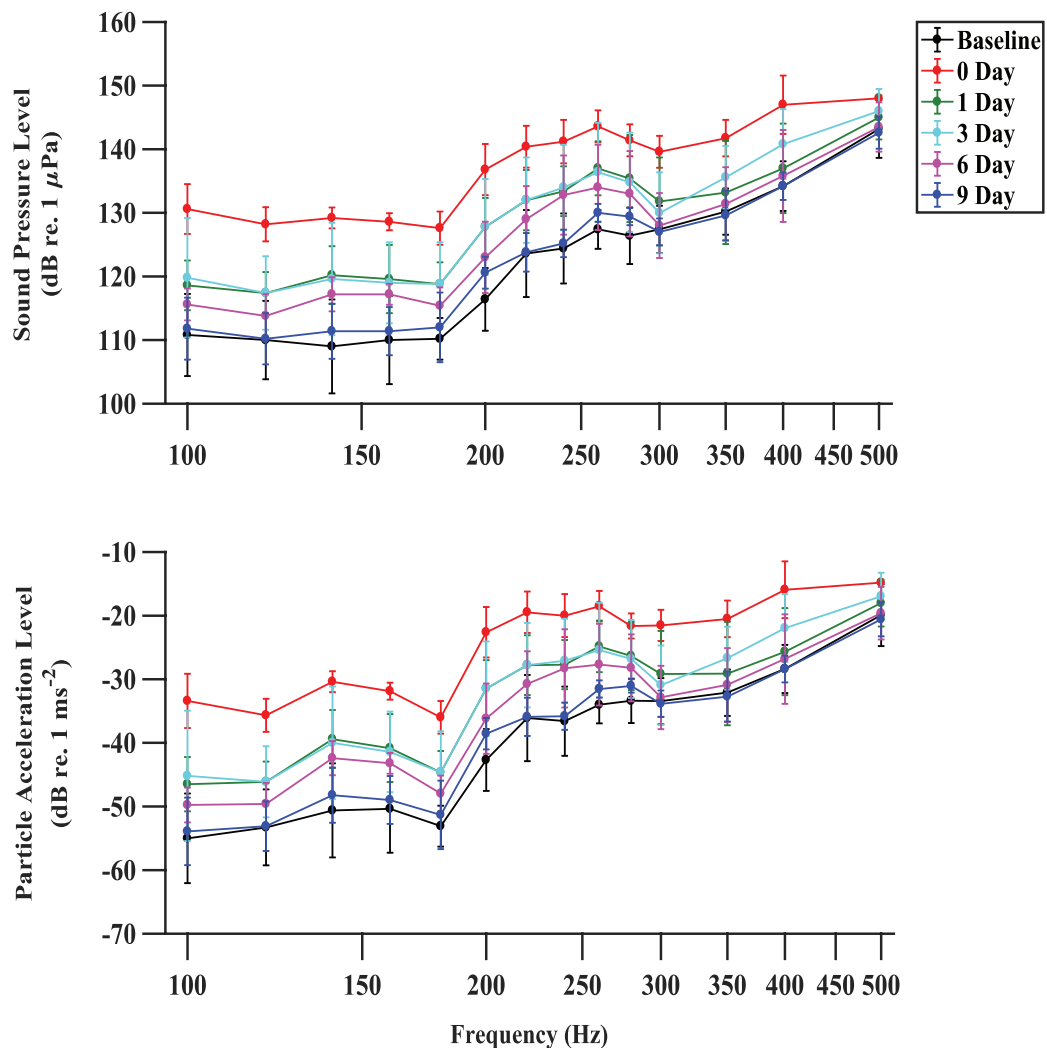 160
150
140
130
120
110
100
Sound Pressure Level
(dB re. 1 μPa)
100 150 200 250 300 350 400 450 500
Baseline
0 Day
1 Day
3 Day
6 Day
9 Day
-10
-20
-30
-40
-50
-60
-70
Particle Acceleration Level
(dB re. 1 ms⁻²)
100 150 200 250 300 350 400 450 500
Frequency (Hz)